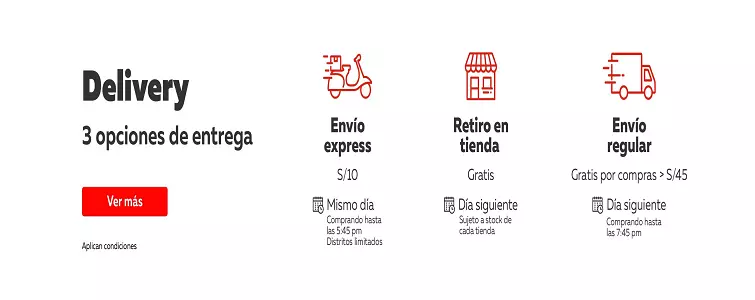 Delivery
3 opciones de entrega
Ver más
Aplican condiciones
Envío
express
S/10
Mismo día
Comprando hasta
las 5:45 pm
Distritos limitados
Retiro en
tienda
Gratis
Día siguiente
Sujeto a stock de
cada tienda
Envío
regular
Gratis por compras > S/45
Día siguiente
Comprando hasta
las 7:45 pm